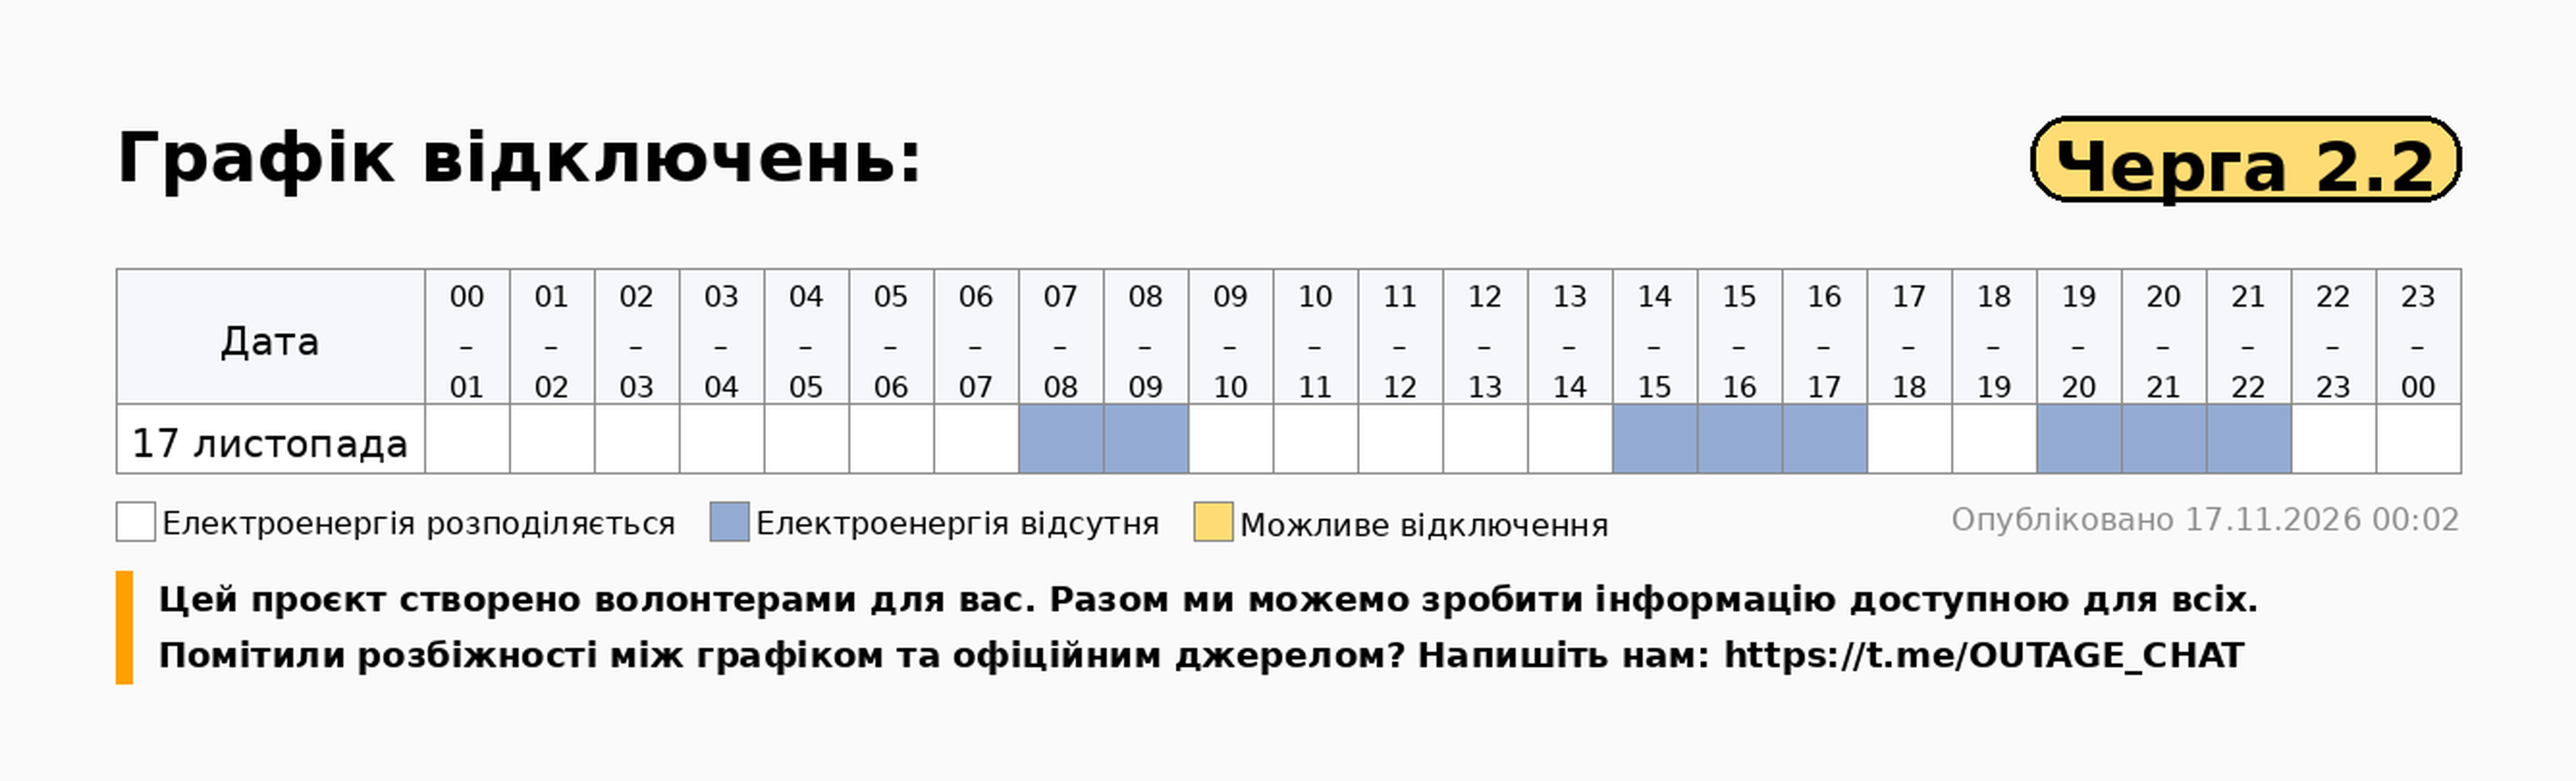 Графік відключень:
Черга 2.2
Дата 00 – 01 01 – 02 02 – 03 03 – 04 04 – 05 05 – 06 06 – 07 07 – 08 08 – 09 09 – 10 10 – 11 11 – 12 12 – 13 13 – 14 14 – 15 15 – 16 16 – 17 17 – 18 18 – 19 19 – 20 20 – 21 21 – 22 22 – 23 23 – 00
17 листопада
Електроенергія розподіляється Електроенергія відсутня Можливе відключення
Опубліковано 17.11.2026 00:02
Цей проєкт створено волонтерами для вас. Разом ми можемо зробити інформацію доступною для всіх.
Помітили розбіжності між графіком та офіційним джерелом? Напишіть нам: https://t.me/OUTAGE_CHAT